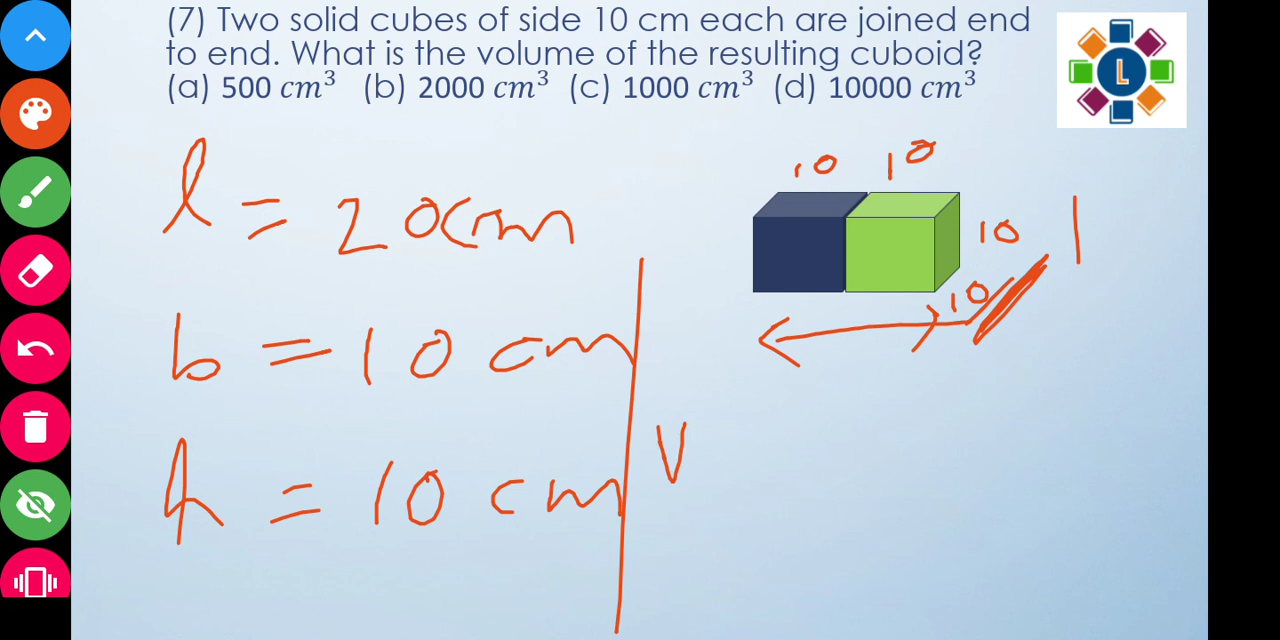 (7) Two solid cubes of side 10 cm each are joined end
to end. What is the volume of the resulting cuboid?
(a) 500 cm³ (b) 2000 cm³ (c) 1000 cm³ (d) 10000 cm³
L
10 10
l = 20cm
10
10
b = 10 cm
h = 10 cm
V